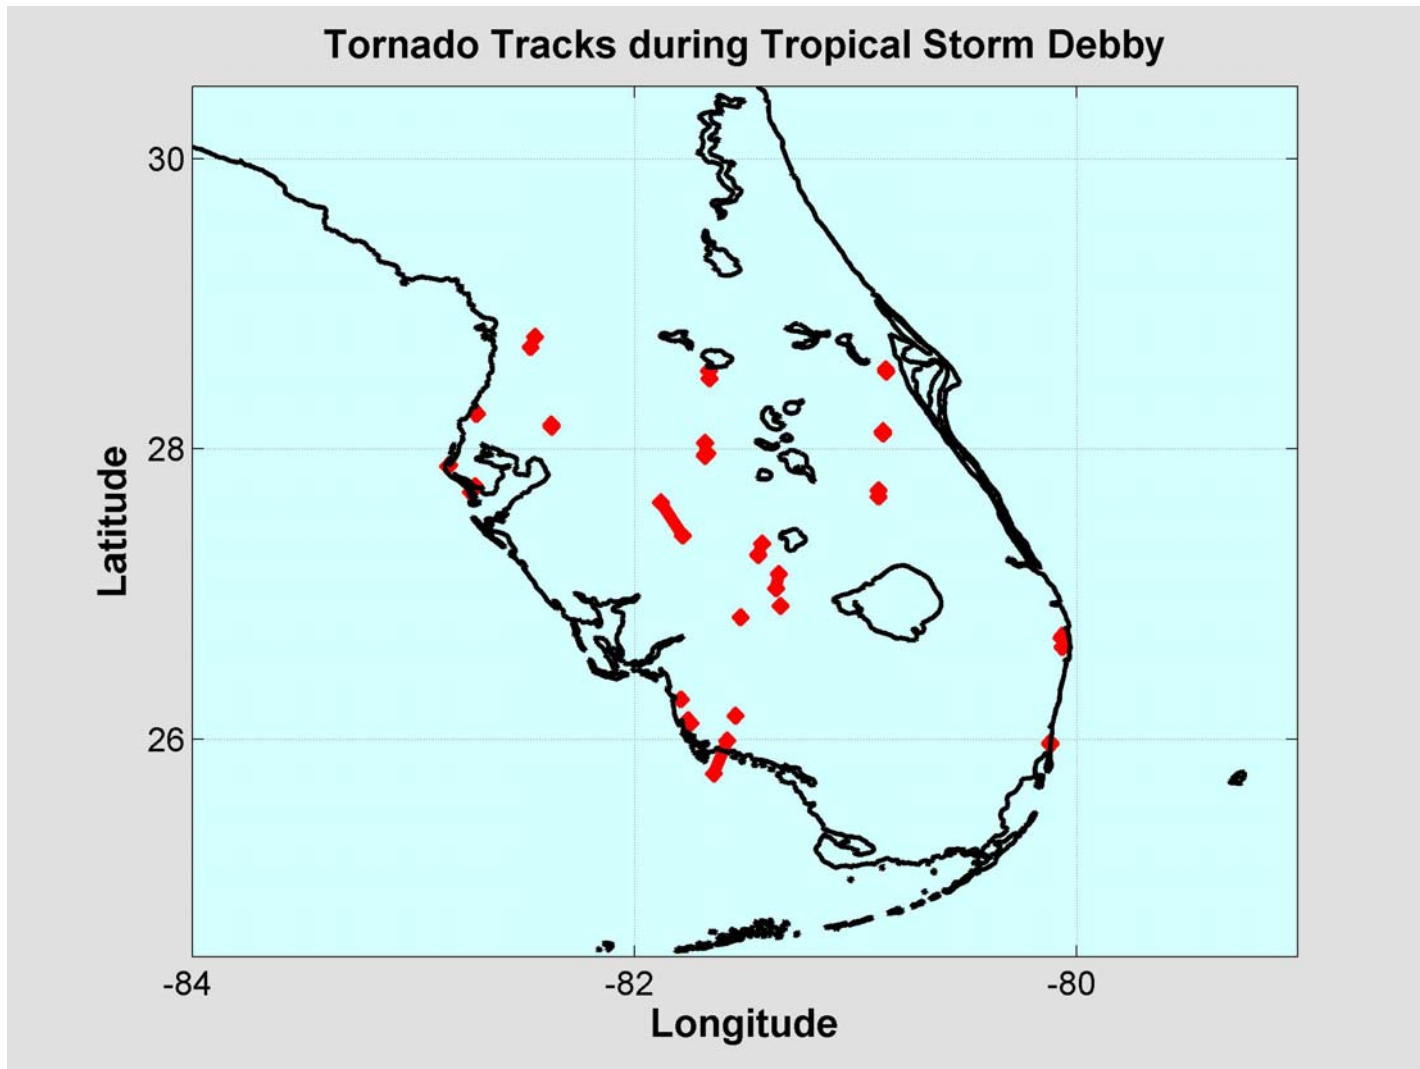 Tornado Tracks during Tropical Storm Debby
30
28
26
Latitude
-84
-82
-80
Longitude